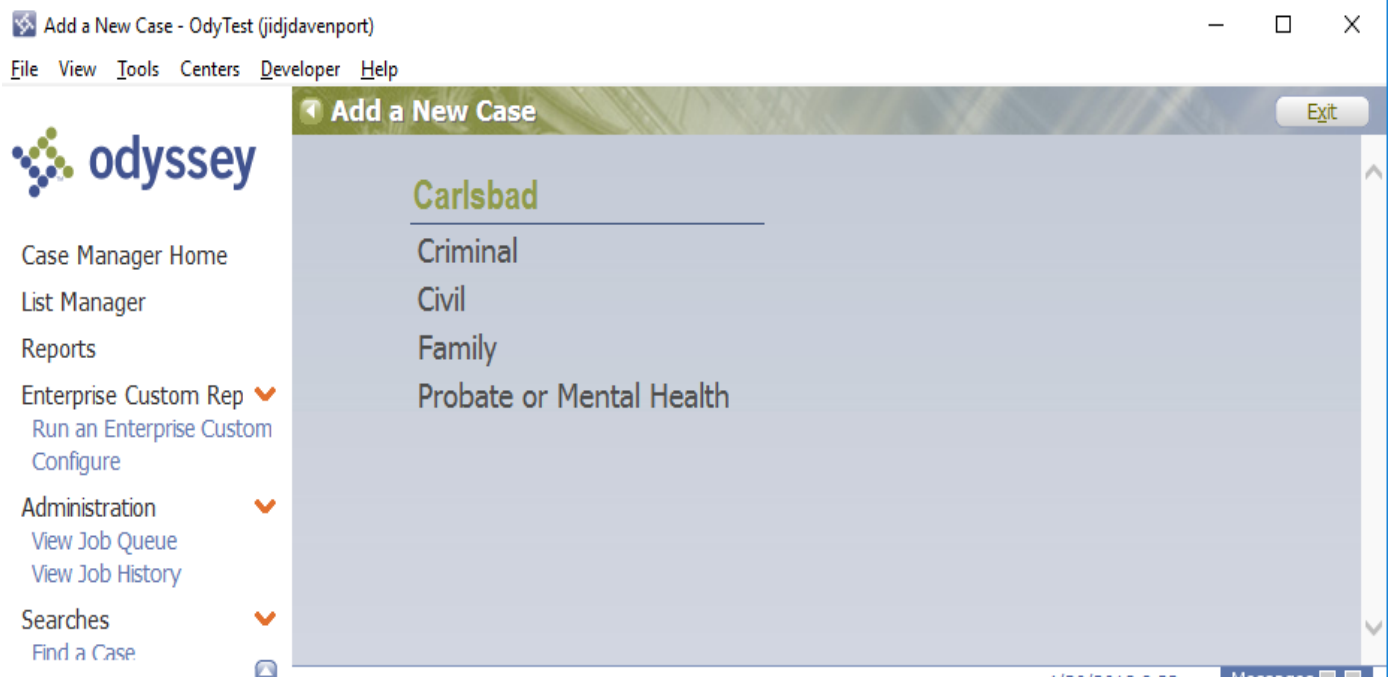 Add a New Case - OdyTest (jidjdavenport)
File View Tools Centers Developer Help
Add a New Case
Exit
odyssey
Case Manager Home
List Manager
Reports
Enterprise Custom Rep
Run an Enterprise Custom
Configure
Administration
View Job Queue
View Job History
Searches
Find a Case
Carlsbad
Criminal
Civil
Family
Probate or Mental Health
Messages